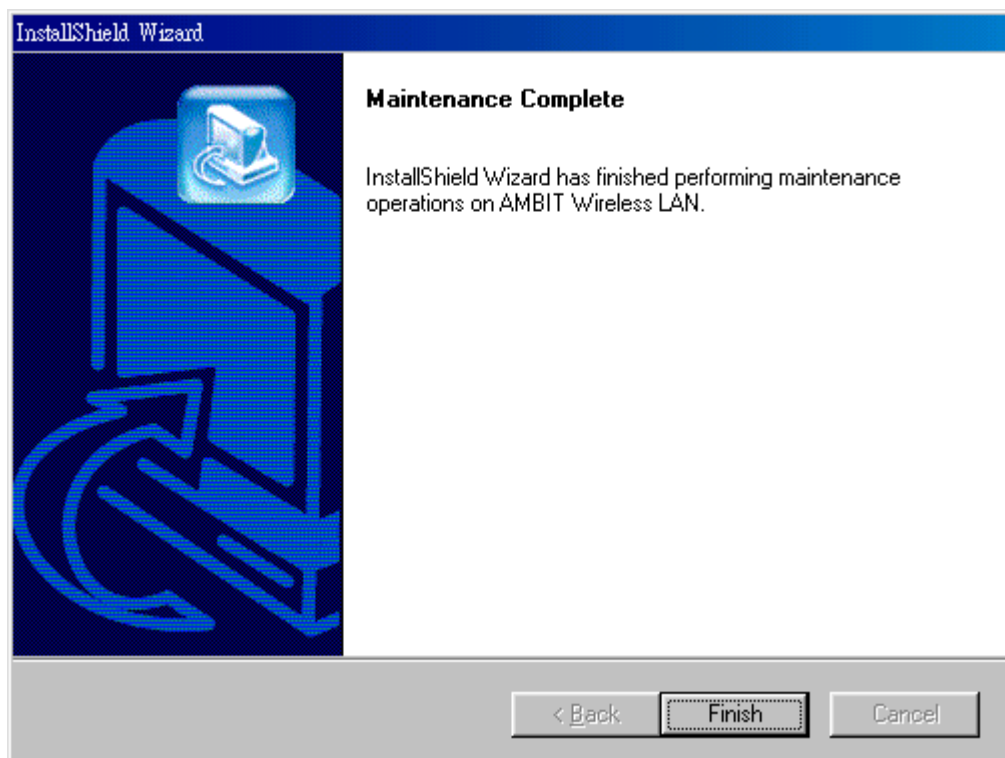 InstallShield Wizard
Maintenance Complete
InstallShield Wizard has finished performing maintenance
operations on AMBIT Wireless LAN.
< Back
Finish
Cancel